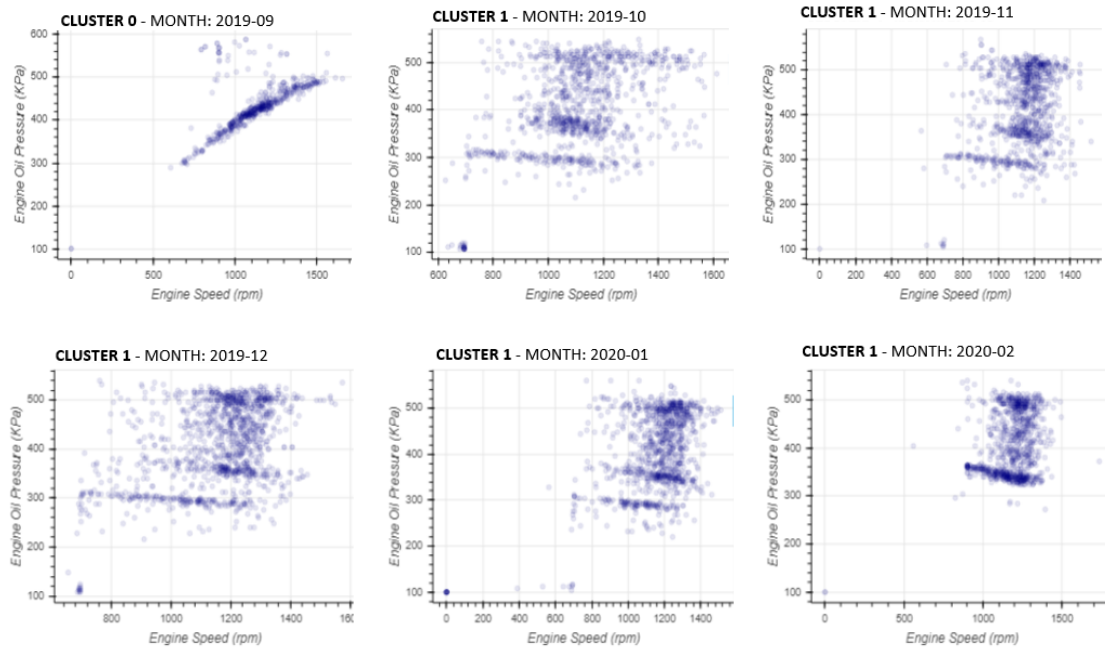 CLUSTER 0 - MONTH: 2019-09
Engine Oil Pressure (KPa)
600
500
400
300
200
100
0 500 1000 1500
Engine Speed (rpm)
CLUSTER 1 - MONTH: 2019-10
Engine Oil Pressure (KPa)
500
400
300
200
100
600 800 1000 1200 1400 1600
Engine Speed (rpm)
CLUSTER 1 - MONTH: 2019-11
Engine Oil Pressure (KPa)
500
400
300
200
100
0 200 400 600 800 1000 1200 1400
Engine Speed (rpm)
CLUSTER 1 - MONTH: 2019-12
Engine Oil Pressure (KPa)
500
400
300
200
100
800 1000 1200 1400 160
Engine Speed (rpm)
CLUSTER 1 - MONTH: 2020-01
Engine Oil Pressure (KPa)
500
400
300
200
100
0 200 400 600 800 1000 1200 1400
Engine Speed (rpm)
CLUSTER 1 - MONTH: 2020-02
Engine Oil Pressure (KPa)
500
400
300
200
100
0 500 1000 1500
Engine Speed (rpm)